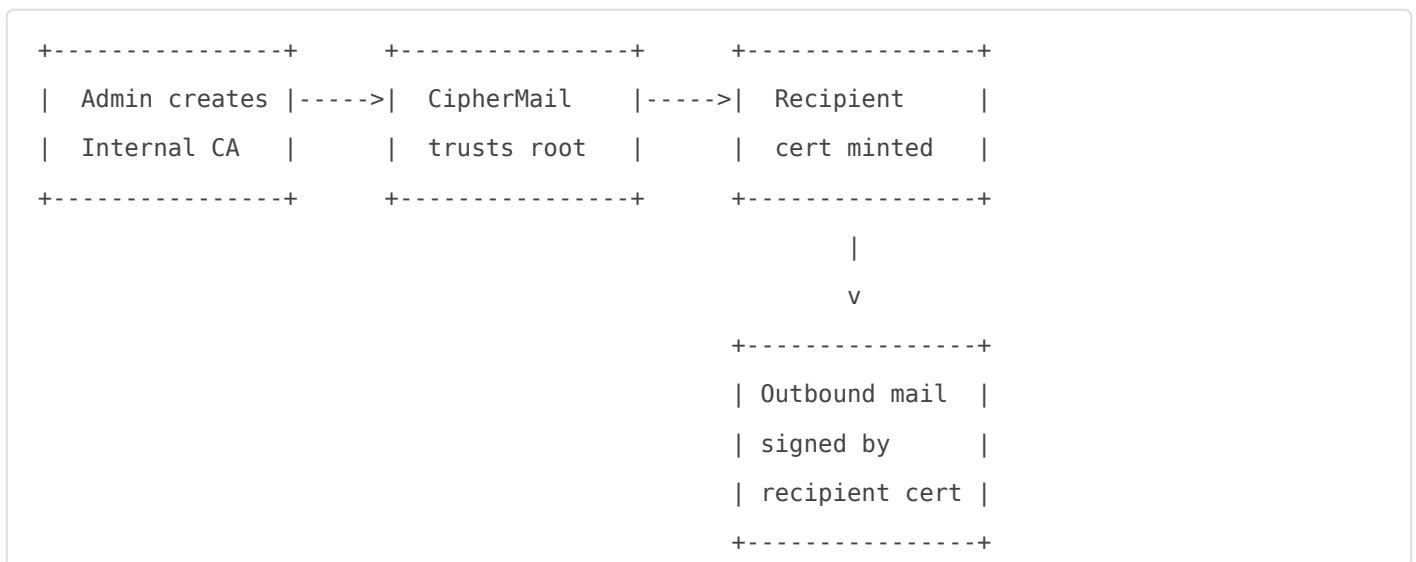 +----------------+      +----------------+      +----------------+
|  Admin creates |----->|  CipherMail    |----->|  Recipient     |
|  Internal CA   |      |  trusts root   |      |  cert minted   |
+----------------+      +----------------+      +----------------+
                                                        |
                                                        v
                                                +----------------+
                                                | Outbound mail  |
                                                | signed by      |
                                                | recipient cert |
                                                +----------------+